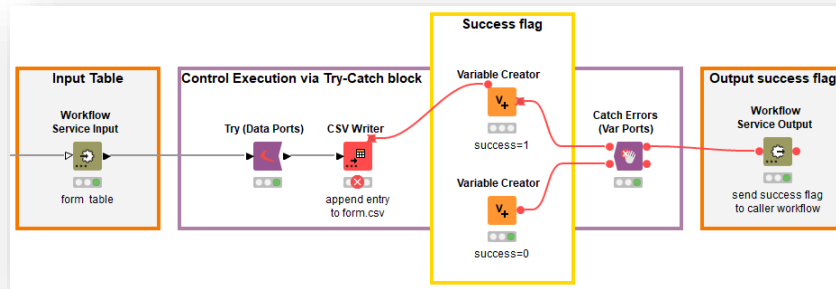 Success flag
Input Table
Control Execution via Try-Catch block
Output success flag
Workflow
Service Input
form table
Try (Data Ports)
CSV Writer
append entry
to form.csv
Variable Creator
V+
success=1
Variable Creator
V+
success=0
Catch Errors
(Var Ports)
Workflow
Service Output
send success flag
to caller workflow